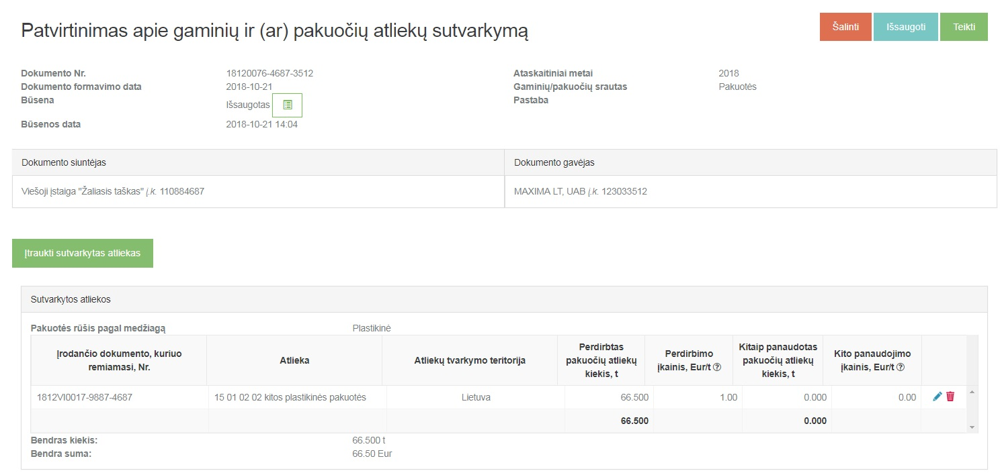 Patvirtinimas apie gaminių ir (ar) pakuočių atliekų sutvarkymą
Šalinti Išsaugoti Teikti
Dokumento Nr. 18120076-4687-3512 Ataskaitiniai metai 2018
Dokumento formavimo data 2018-10-21 Gaminių/pakuočių srautas Pakuotės
Būsena Išsaugotas Pastaba
Būsenos data 2018-10-21 14:04
Dokumento siuntėjas Dokumento gavėjas
Viešoji įstaiga "Žaliasis taškas" į.k. 110884687 MAXIMA LT, UAB į.k. 123033512
Įtraukti sutvarkytas atliekas
Sutvarkytos atliekos
Pakuotės rūšis pagal medžiagą Plastikinė
Įrodančio dokumento, kuriuo
remiamasi, Nr.
Atlieka
Atliekų tvarkymo teritorija
Perdirbtas
pakuočių atliekų
kiekis, t
Perdirbimo
įkainis, Eur/t
Kitaip panaudotas
pakuočių atliekų
kiekis, t
Kito panaudojimo
įkainis, Eur/t
1812VI0017-9887-4687 15 01 02 02 kitos plastikinės pakuotės Lietuva 66.500 1.00 0.000 0.00
66.500 0.000
Bendras kiekis: 66.500 t
Bendra suma: 66.50 Eur